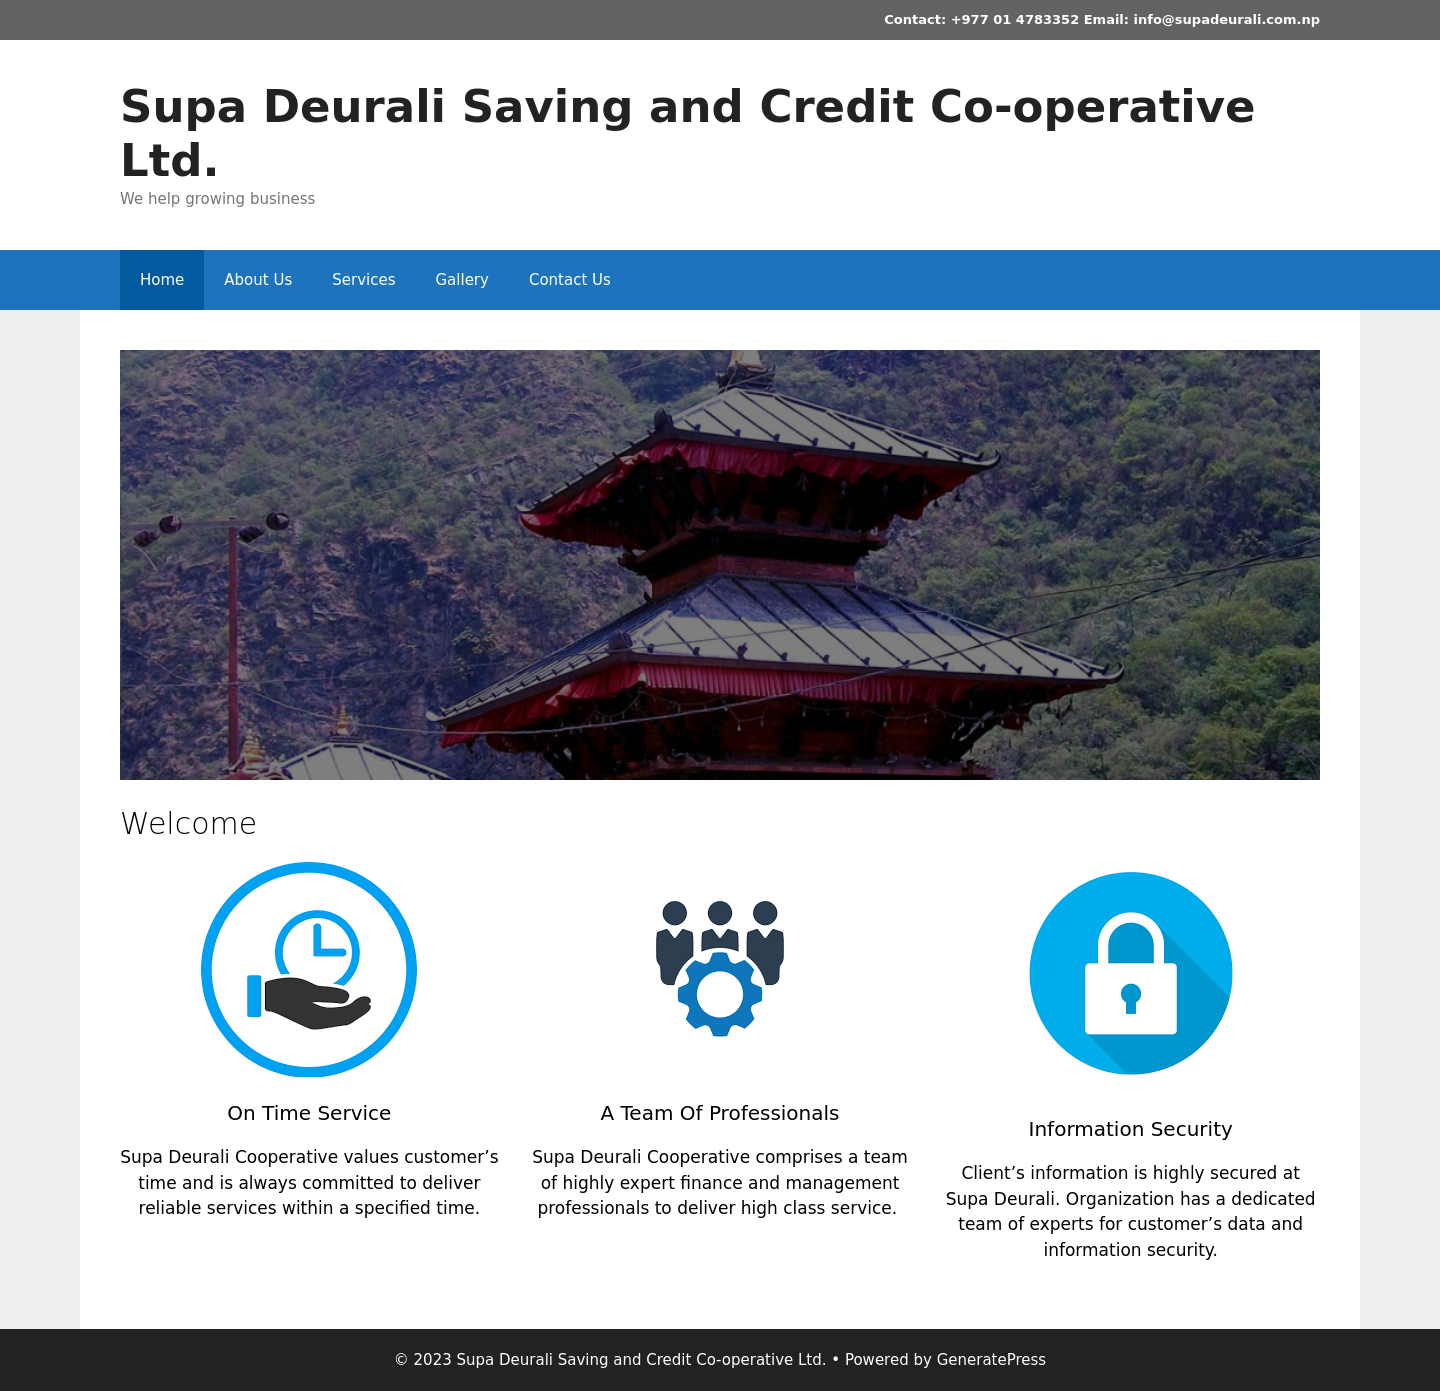 Contact: +977 01 4783352 Email: info@supadeurali.com.np
Supa Deurali Saving and Credit Co-operative
Ltd.
We help growing business
Home About Us Services Gallery Contact Us
Welcome
On Time Service
Supa Deurali Cooperative values customer’s
time and is always committed to deliver
reliable services within a specified time.
A Team Of Professionals
Supa Deurali Cooperative comprises a team
of highly expert finance and management
professionals to deliver high class service.
Information Security
Client’s information is highly secured at
Supa Deurali. Organization has a dedicated
team of experts for customer’s data and
information security.
© 2023 Supa Deurali Saving and Credit Co-operative Ltd. • Powered by GeneratePress